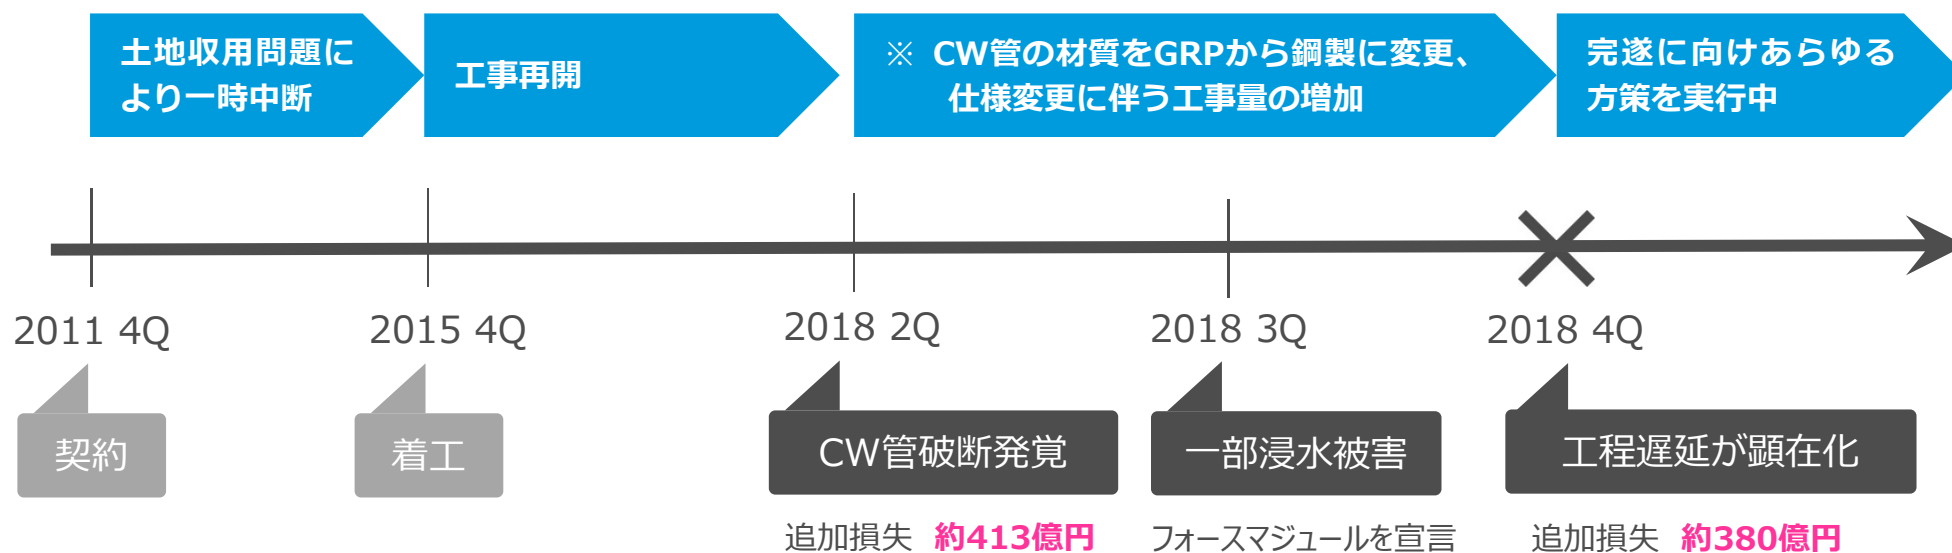 土地収用問題に
より一時中断
工事再開
※ CW管の材質をGRPから鋼製に変更、
仕様変更に伴う工事量の増加
完遂に向けあらゆる
方策を実行中
2011 4Q
2015 4Q
2018 2Q
2018 3Q
2018 4Q
契約
着工
CW管破断発覚
一部浸水被害
工程遅延が顕在化
追加損失 約413億円
フォースマジュールを宣言
追加損失 約380億円